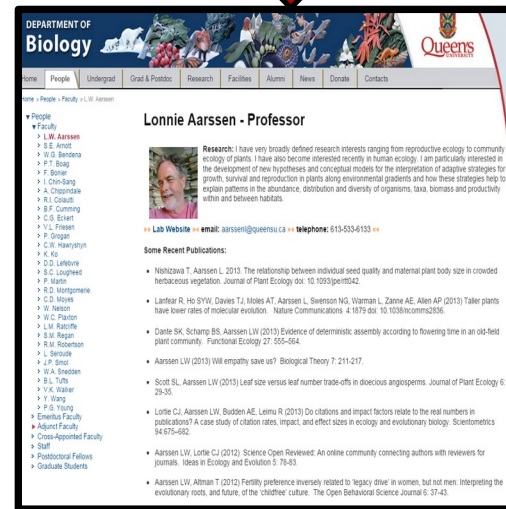 DEPARTMENT OF
Biology
Queen's
UNIVERSITY
Home People Undergrad Grad & Postdoc Research Facilities Alumni News Donate Contacts
Home » People » Faculty » L.W. Aarssen
People
Faculty
L.W. Aarssen
S.E. Arnott
W.G. Bendena
P.T. Boag
F. Bonier
I. Chin-Sang
A. Chippindale
R.I. Colautti
B.F. Cumming
C.G. Eckert
V.L. Friesen
P. Grogan
C.W. Hawryshyn
K. Ko
D.D. Lefebvre
S.C. Lougheed
P. Martin
R.D. Montgomerie
C.D. Moyes
W. Nelson
W.C. Plaxton
L.M. Ratcliffe
S.M. Regan
R.M. Robertson
L. Seroude
J.P. Smol
W.A. Snedden
B.L. Tufts
V.K. Walker
Y. Wang
P.G. Young
Emeritus Faculty
Adjunct Faculty
Cross-Appointed Faculty
Staff
Postdoctoral Fellows
Graduate Students
Lonnie Aarssen - Professor
Research: I have very broadly defined research interests ranging from reproductive ecology to community
ecology of plants. I have also become interested recently in human ecology. I am particularly interested in
the development of new hypotheses and conceptual models for the interpretation of adaptive strategies for
growth, survival and reproduction in plants along environmental gradients and how these strategies help to
explain patterns in the abundance, distribution and diversity of organisms, taxa, biomass and productivity
within and between habitats.
»» Lab Website »« email: aarssenl@queensu.ca »« telephone: 613-533-6133 ««
Some Recent Publications:
Nishizawa T, Aarssen L. 2013. The relationship between individual seed quality and maternal plant body size in crowded
herbaceous vegetation. Journal of Plant Ecology doi: 10.1093/jpe/rtt042.
Lanfear R, Ho SYW, Davies TJ, Moles AT, Aarssen L, Swenson NG, Warman L, Zanne AE, Allen AP (2013) Taller plants
have lower rates of molecular evolution. Nature Communications 4:1879 doi: 10.1038/ncomms2836.
Dante SK, Schamp BS, Aarssen LW (2013) Evidence of deterministic assembly according to flowering time in an old-field
plant community. Functional Ecology 27: 555–564.
Aarssen LW (2013) Will empathy save us? Biological Theory 7: 211-217.
Scott SL, Aarssen LW (2013) Leaf size versus leaf number trade-offs in dioecious angiosperms. Journal of Plant Ecology 6:
29-35.
Lortie CJ, Aarssen LW, Budden AE, Leimu R (2013) Do citations and impact factors relate to the real numbers in
publications? A case study of citation rates, impact, and effect sizes in ecology and evolutionary biology. Scientometrics
94:675–682.
Aarssen LW, Lortie CJ (2012) Science Open Reviewed: An online community connecting authors with reviewers for
journals. Ideas in Ecology and Evolution 5: 78-83.
Aarssen LW, Altman T (2012) Fertility preference inversely related to 'legacy drive' in women, but not men: Interpreting the
evolutionary roots, and future, of the 'childfree' culture. The Open Behavioral Science Journal 6: 37-43.